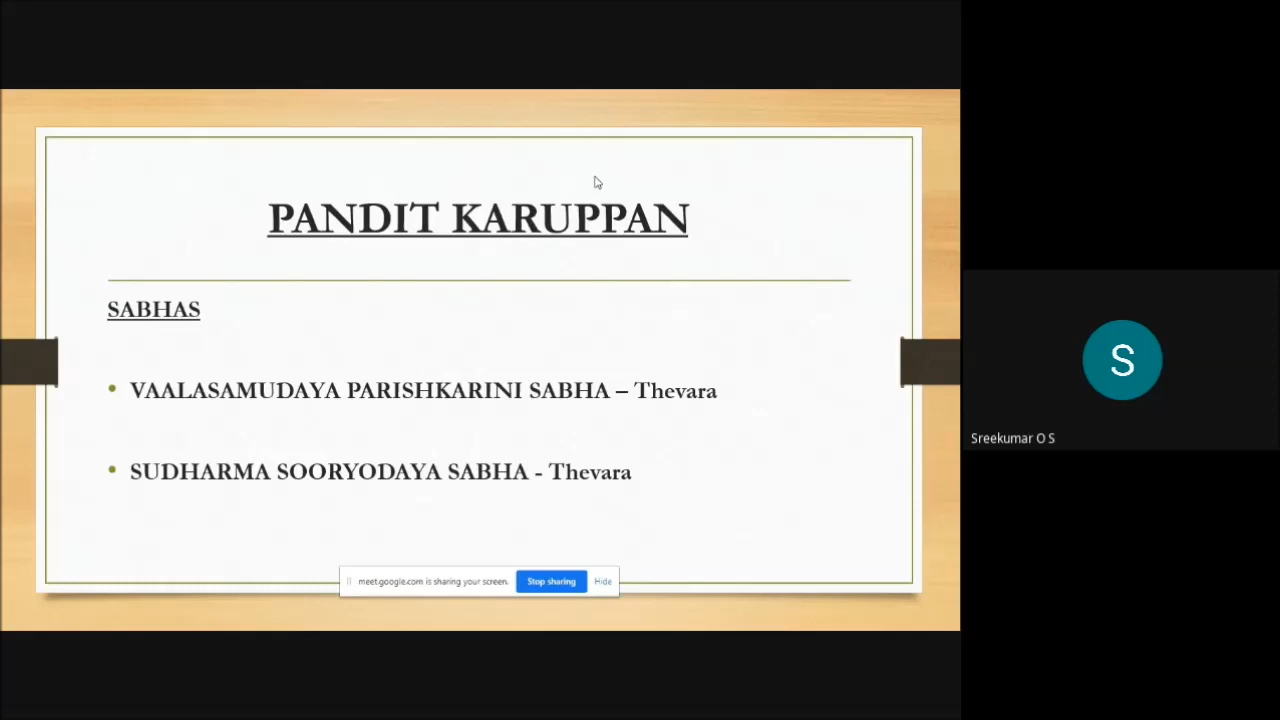 PANDIT KARUPPAN
SABHAS
• VAALASAMUDAYA PARISHKARINI SABHA – Thevara
• SUDHARMA SOORYODAYA SABHA - Thevara
meet.google.com is sharing your screen. Stop sharing Hide
S
Sreekumar O S